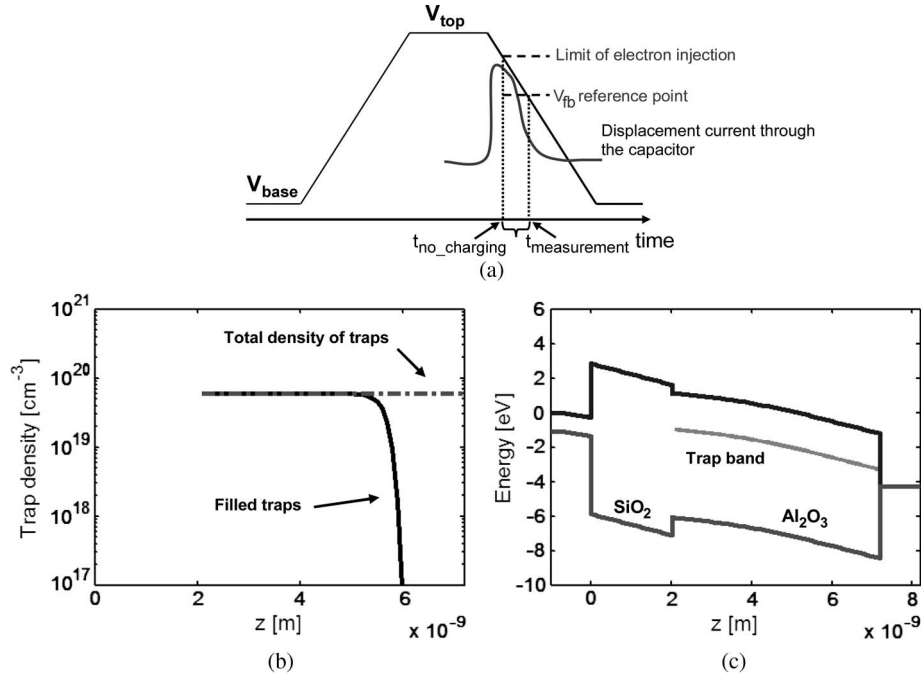 V_top
Limit of electron injection
V_fb reference point
Displacement current through
the capacitor
V_base
t_no_charging
t_measurement
time
(a)
10^21
10^20
10^19
10^18
10^17
Trap density [cm^-3]
Total density of traps
Filled traps
0
2
4
6
z [m]
x 10^-9
(b)
6
4
2
0
-2
-4
-6
-8
-10
Energy [eV]
Trap band
SiO₂
Al₂O₃
0
2
4
6
8
z [m]
x 10^-9
(c)